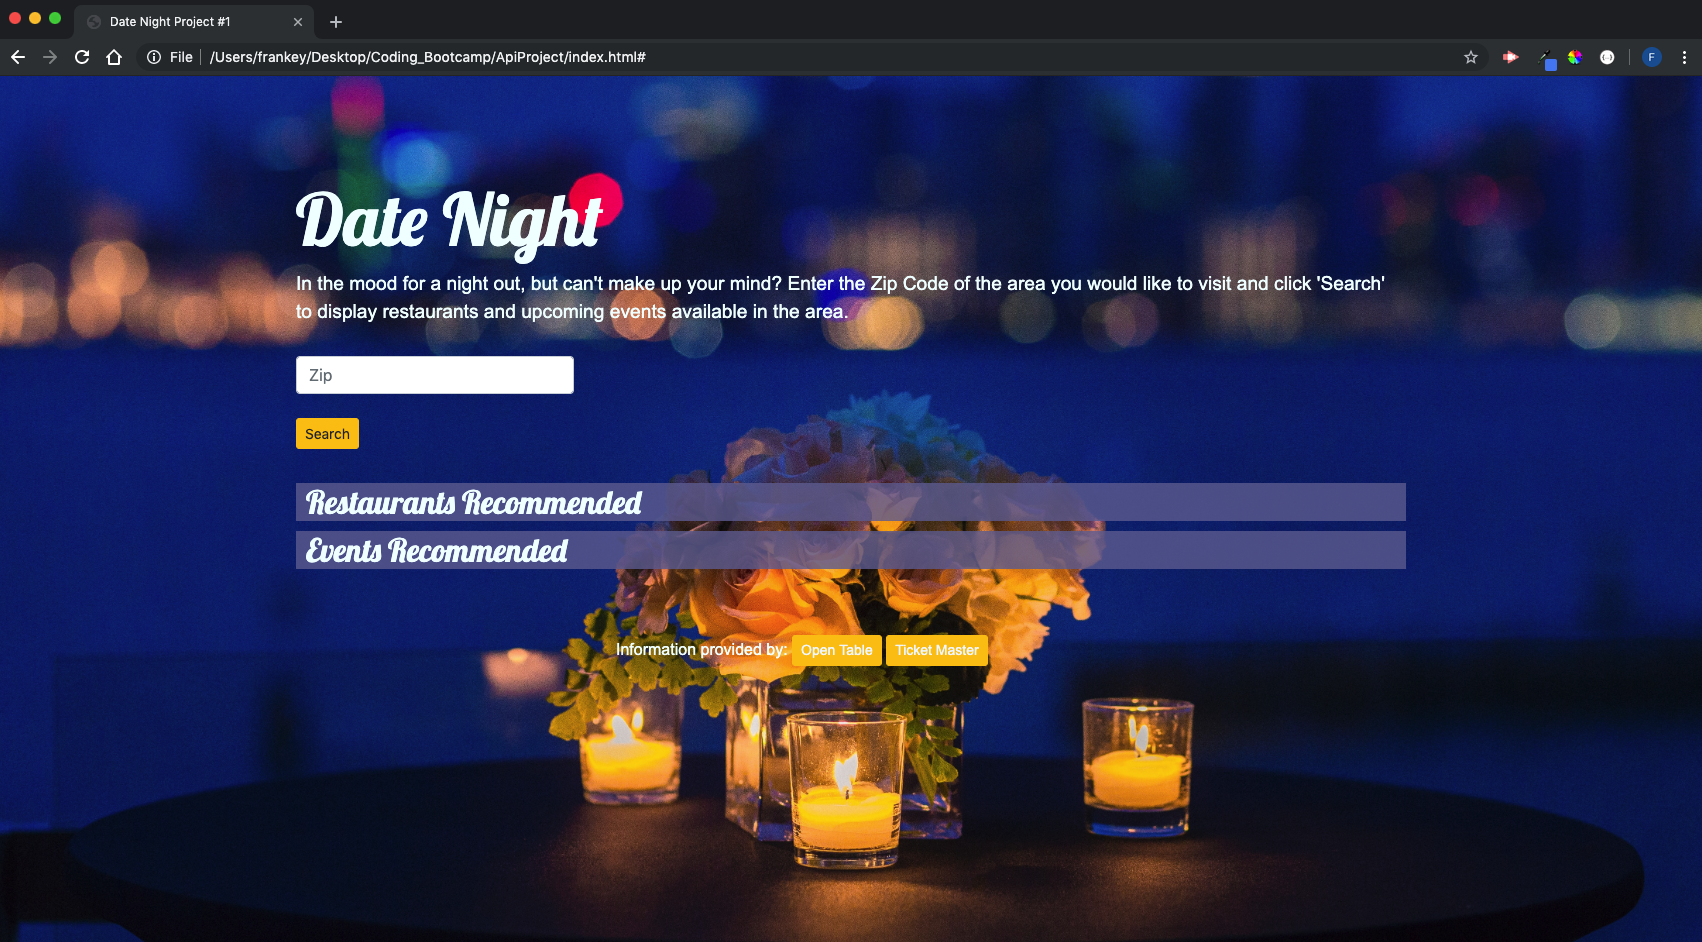 Date Night Project #1
File /Users/frankey/Desktop/Coding_Bootcamp/ApiProject/index.html#
F
Date Night
In the mood for a night out, but can't make up your mind? Enter the Zip Code of the area you would like to visit and click 'Search'
to display restaurants and upcoming events available in the area.
Zip
Search
Restaurants Recommended
Events Recommended
Information provided by: Open Table Ticket Master